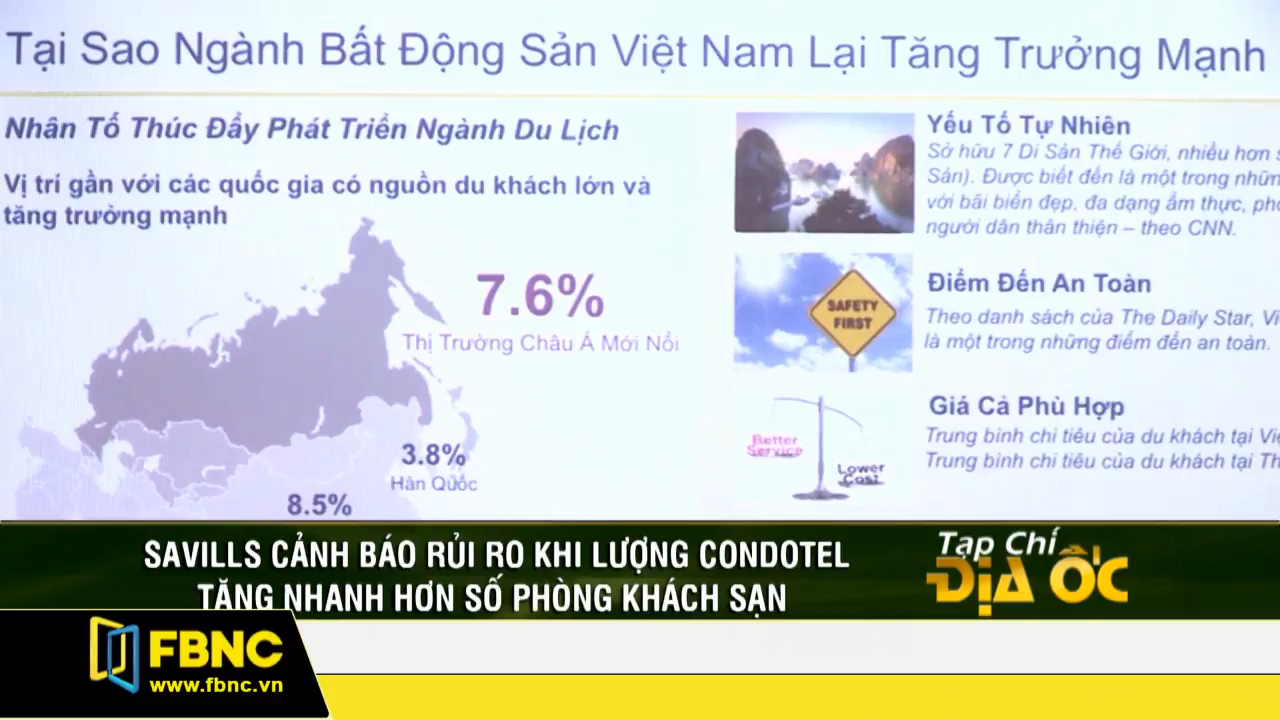 Tại Sao Ngành Bất Động Sản Việt Nam Lại Tăng Trưởng Mạnh
Nhân Tố Thúc Đẩy Phát Triển Ngành Du Lịch
Vị trí gần với các quốc gia có nguồn du khách lớn và
tăng trưởng mạnh
7.6%
Thị Trường Châu Á Mới Nổi
3.8%
Hàn Quốc
8.5%
Yếu Tố Tự Nhiên
Sở hữu 7 Di Sản Thế Giới, nhiều hơn
Sản). Được biết đến là một trong
với bãi biển đẹp, đa dạng ẩm thực,
người dân thân thiện – theo CNN.
SAFETY
FIRST
Điểm Đến An Toàn
Theo danh sách của The Daily Star,
là một trong những điểm đến an toàn.
Better
Service
Lower
Cost
Giá Cả Phù Hợp
Trung bình chi tiêu của du khách tại
Trung bình chi tiêu của du khách tại
SAVILLS CẢNH BÁO RỦI RO KHI LƯỢNG CONDOTEL
TĂNG NHANH HƠN SỐ PHÒNG KHÁCH SẠN
Tạp Chí
ĐỊA ỐC
FBNC
www.fbnc.vn